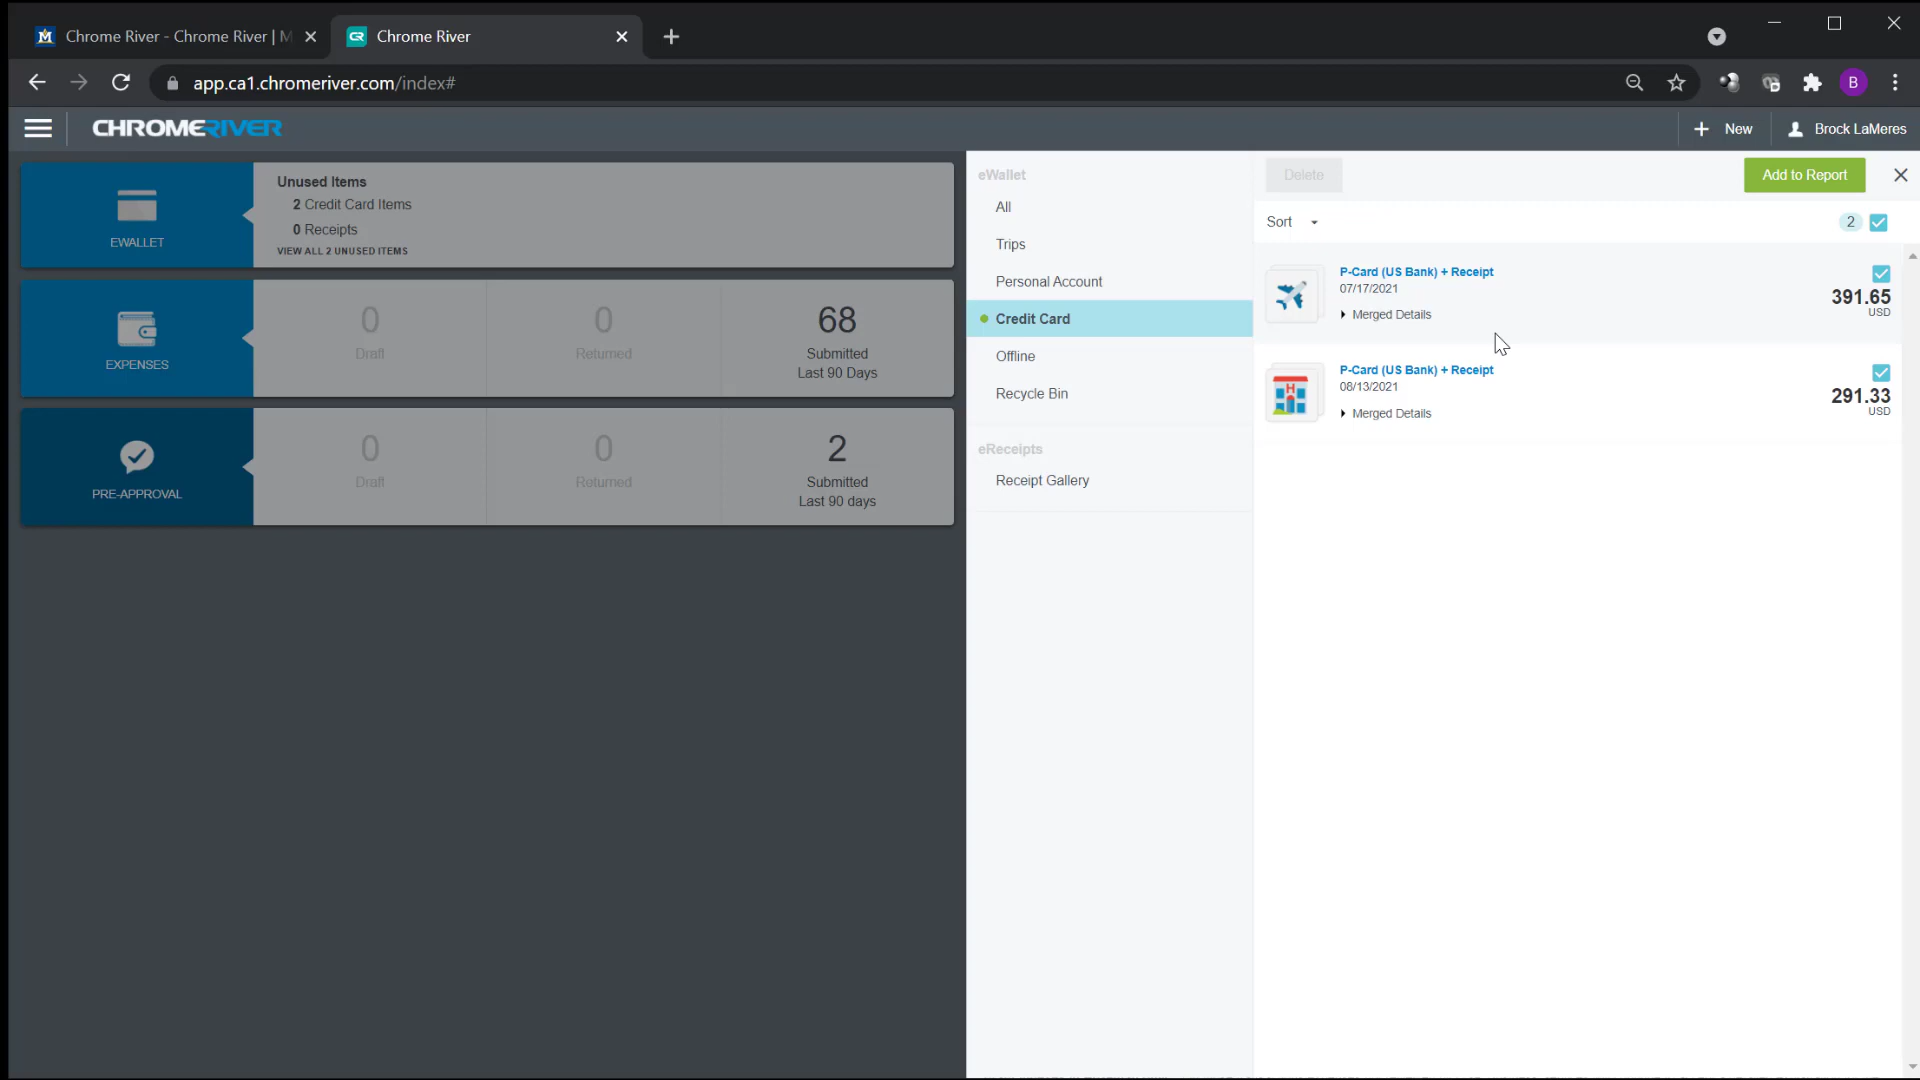 Chrome River - Chrome River | M
Chrome River
app.ca1.chromeriver.com/index#
B
CHROMERIVER
New
Brock LaMeres
EWALLET
Unused Items
2 Credit Card Items
0 Receipts
VIEW ALL 2 UNUSED ITEMS
EXPENSES
0
Draft
0
Returned
68
Submitted
Last 90 Days
PRE-APPROVAL
0
Draft
0
Returned
2
Submitted
Last 90 days
eWallet
All
Trips
Personal Account
Credit Card
Offline
Recycle Bin
eReceipts
Receipt Gallery
Delete
Add to Report
Sort
2
P-Card (US Bank) + Receipt
07/17/2021
Merged Details
391.65
USD
P-Card (US Bank) + Receipt
08/13/2021
Merged Details
291.33
USD